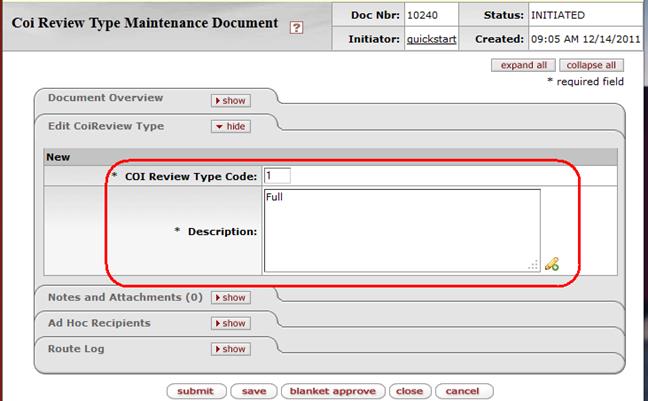 Coi Review Type Maintenance Document ?
Doc Nbr: 10240 Status: INITIATED
Initiator: quickstart Created: 09:05 AM 12/14/2011
expand all collapse all
* required field
Document Overview show
Edit CoiReview Type hide
New
* COI Review Type Code: 1
* Description: Full
Notes and Attachments (0) show
Ad Hoc Recipients show
Route Log show
submit save blanket approve close cancel